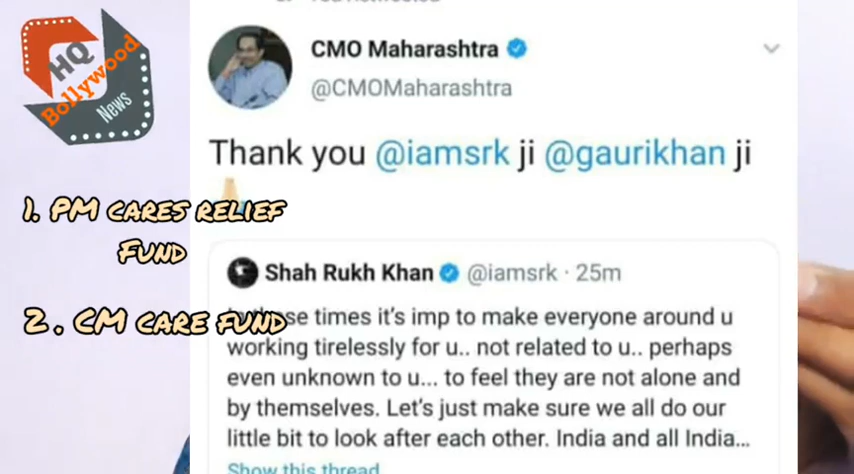 HQ
Bollywood
News
CMO Maharashtra
@CMOMaharashtra
Thank you @iamsrk ji @gaurikhan ji
1. PM cares relief
Fund
2. CM care fund
Shah Rukh Khan @iamsrk · 25m
times it's imp to make everyone around u
working tirelessly for u.. not related to u.. perhaps
even unknown to u... to feel they are not alone and
by themselves. Let's just make sure we all do our
little bit to look after each other. India and all India...
Show this thread